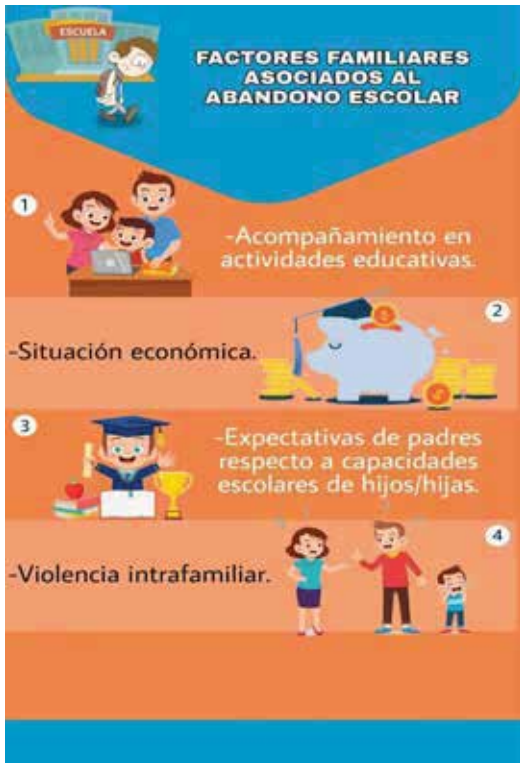 ESCUELA
FACTORES FAMILIARES
ASOCIADOS AL
ABANDONO ESCOLAR
1
-Acompañamiento en
actividades educativas.
2
-Situación económica.
3
-Expectativas de padres
respecto a capacidades
escolares de hijos/hijas.
4
-Violencia intrafamiliar.